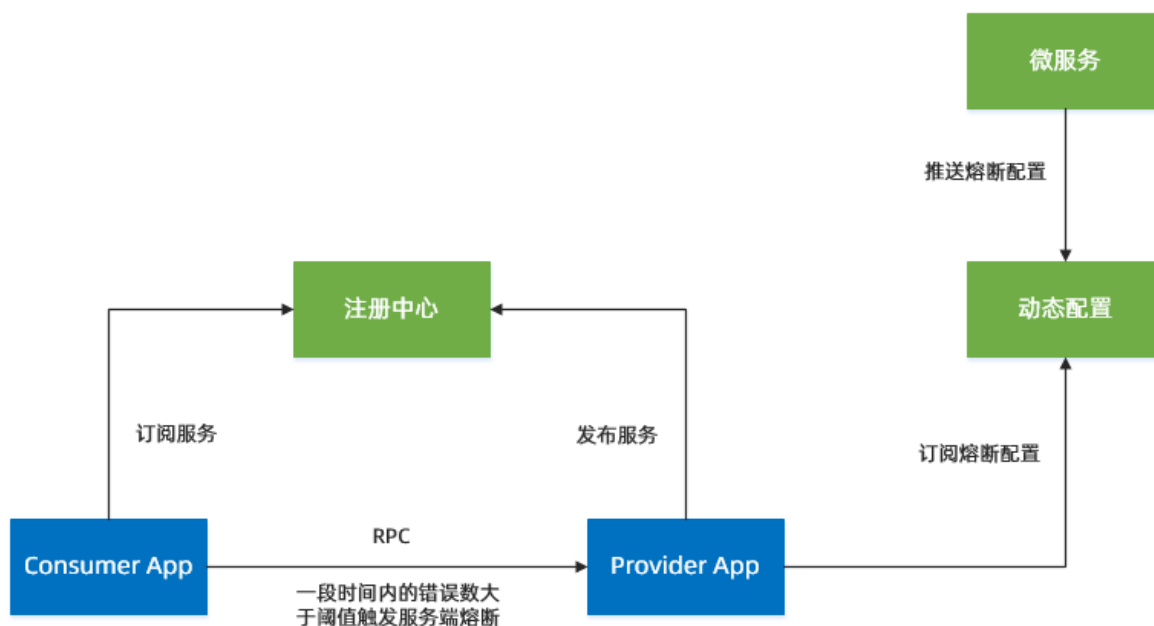 微服务
推送熔断配置
注册中心
动态配置
订阅服务
发布服务
订阅熔断配置
Consumer App
RPC
Provider App
一段时间内的错误数大
于阈值触发服务端熔断